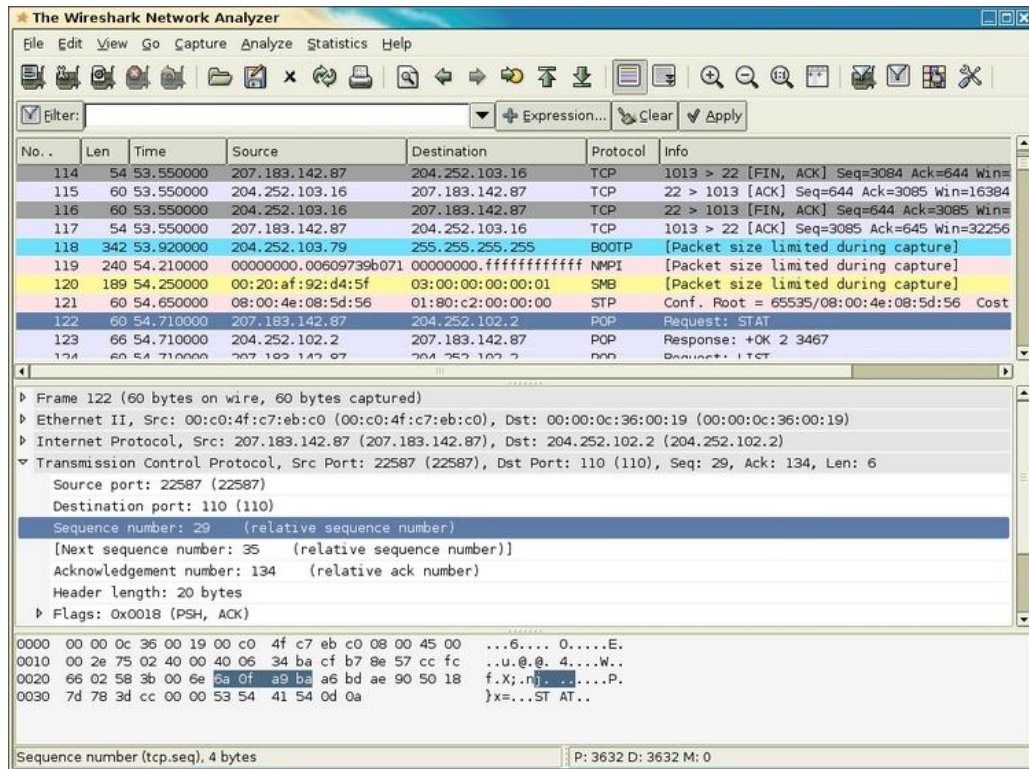 The Wireshark Network Analyzer
File Edit View Go Capture Analyze Statistics Help
Filter: Expression... Clear Apply
No. . Len Time Source Destination Protocol Info
114 54 53.550000 207.183.142.87 204.252.103.16 TCP 1013 > 22 [FIN, ACK] Seq=3084 Ack=644 Win=
115 60 53.550000 204.252.103.16 207.183.142.87 TCP 22 > 1013 [ACK] Seq=644 Ack=3085 Win=16384
116 60 53.550000 204.252.103.16 207.183.142.87 TCP 22 > 1013 [FIN, ACK] Seq=644 Ack=3085 Win=
117 54 53.550000 207.183.142.87 204.252.103.16 TCP 1013 > 22 [ACK] Seq=3085 Ack=645 Win=32256
118 342 53.920000 204.252.103.79 255.255.255.255 BOOTP [Packet size limited during capture]
119 240 54.210000 00000000.00609739b071 00000000.ffffffffffff NMPI [Packet size limited during capture]
120 189 54.250000 00:20:af:92:d4:5f 03:00:00:00:00:01 SMB [Packet size limited during capture]
121 60 54.650000 08:00:4e:08:5d:56 01:80:c2:00:00:00 STP Conf. Root = 65535/08:00:4e:08:5d:56 Cost
122 60 54.710000 207.183.142.87 204.252.102.2 POP Request: STAT
123 66 54.710000 204.252.102.2 207.183.142.87 POP Response: +OK 2 3467
124 60 54.710000 207.183.142.87 204.252.102.2 POP Request: LIST
Frame 122 (60 bytes on wire, 60 bytes captured)
Ethernet II, Src: 00:c0:4f:c7:eb:c0 (00:c0:4f:c7:eb:c0), Dst: 00:00:0c:36:00:19 (00:00:0c:36:00:19)
Internet Protocol, Src: 207.183.142.87 (207.183.142.87), Dst: 204.252.102.2 (204.252.102.2)
Transmission Control Protocol, Src Port: 22587 (22587), Dst Port: 110 (110), Seq: 29, Ack: 134, Len: 6
Source port: 22587 (22587)
Destination port: 110 (110)
Sequence number: 29 (relative sequence number)
[Next sequence number: 35 (relative sequence number)]
Acknowledgement number: 134 (relative ack number)
Header length: 20 bytes
Flags: 0x0018 (PSH, ACK)
0000 00 00 0c 36 00 19 00 c0 4f c7 eb c0 08 00 45 00 ...6.... O.....E.
0010 00 2e 75 02 40 00 40 06 34 ba cf b7 8e 57 cc fc ..u.@.@. 4....W..
0020 66 02 58 3b 00 6e 6a 0f a9 ba a6 bd ae 90 50 18 f.X;.nj. ......P.
0030 7d 78 3d cc 00 00 53 54 41 54 0d 0a }x=...ST AT..
Sequence number (tcp.seq), 4 bytes P: 3632 D: 3632 M: 0